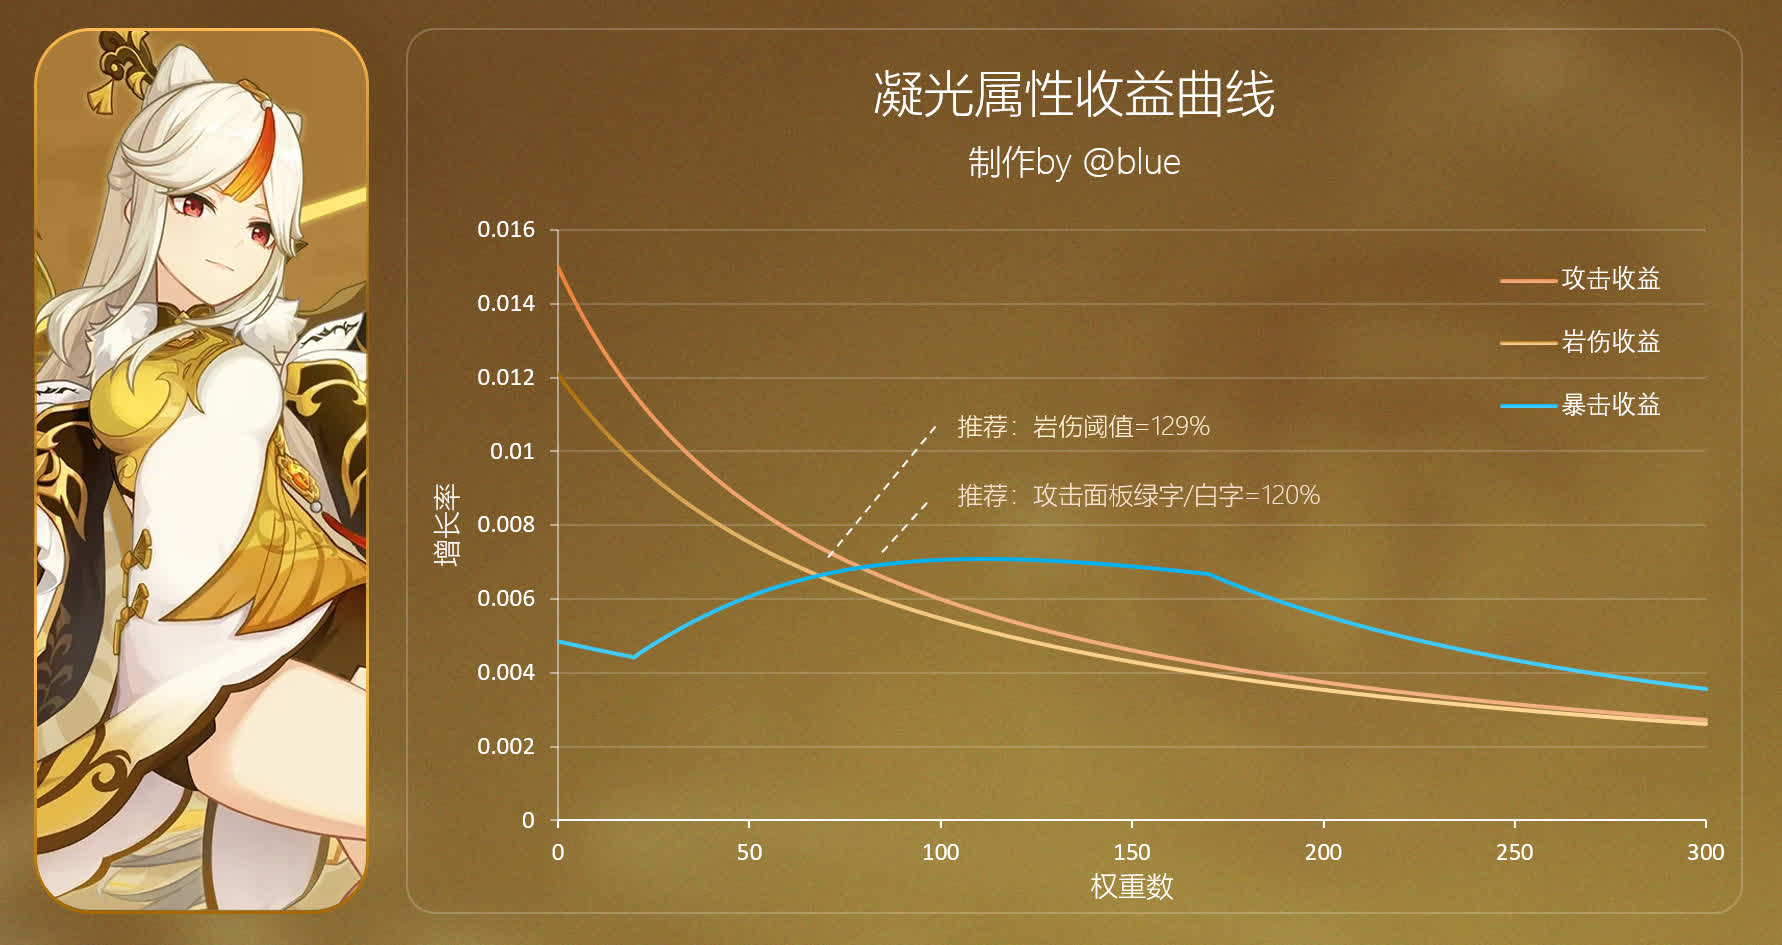 凝光属性收益曲线
制作by @blue
0.016
0.014
0.012
0.01
0.008
0.006
0.004
0.002
0
增长率
攻击收益
岩伤收益
暴击收益
推荐：岩伤阈值=129%
推荐：攻击面板绿字/白字=120%
0 50 100 150 200 250 300
权重数